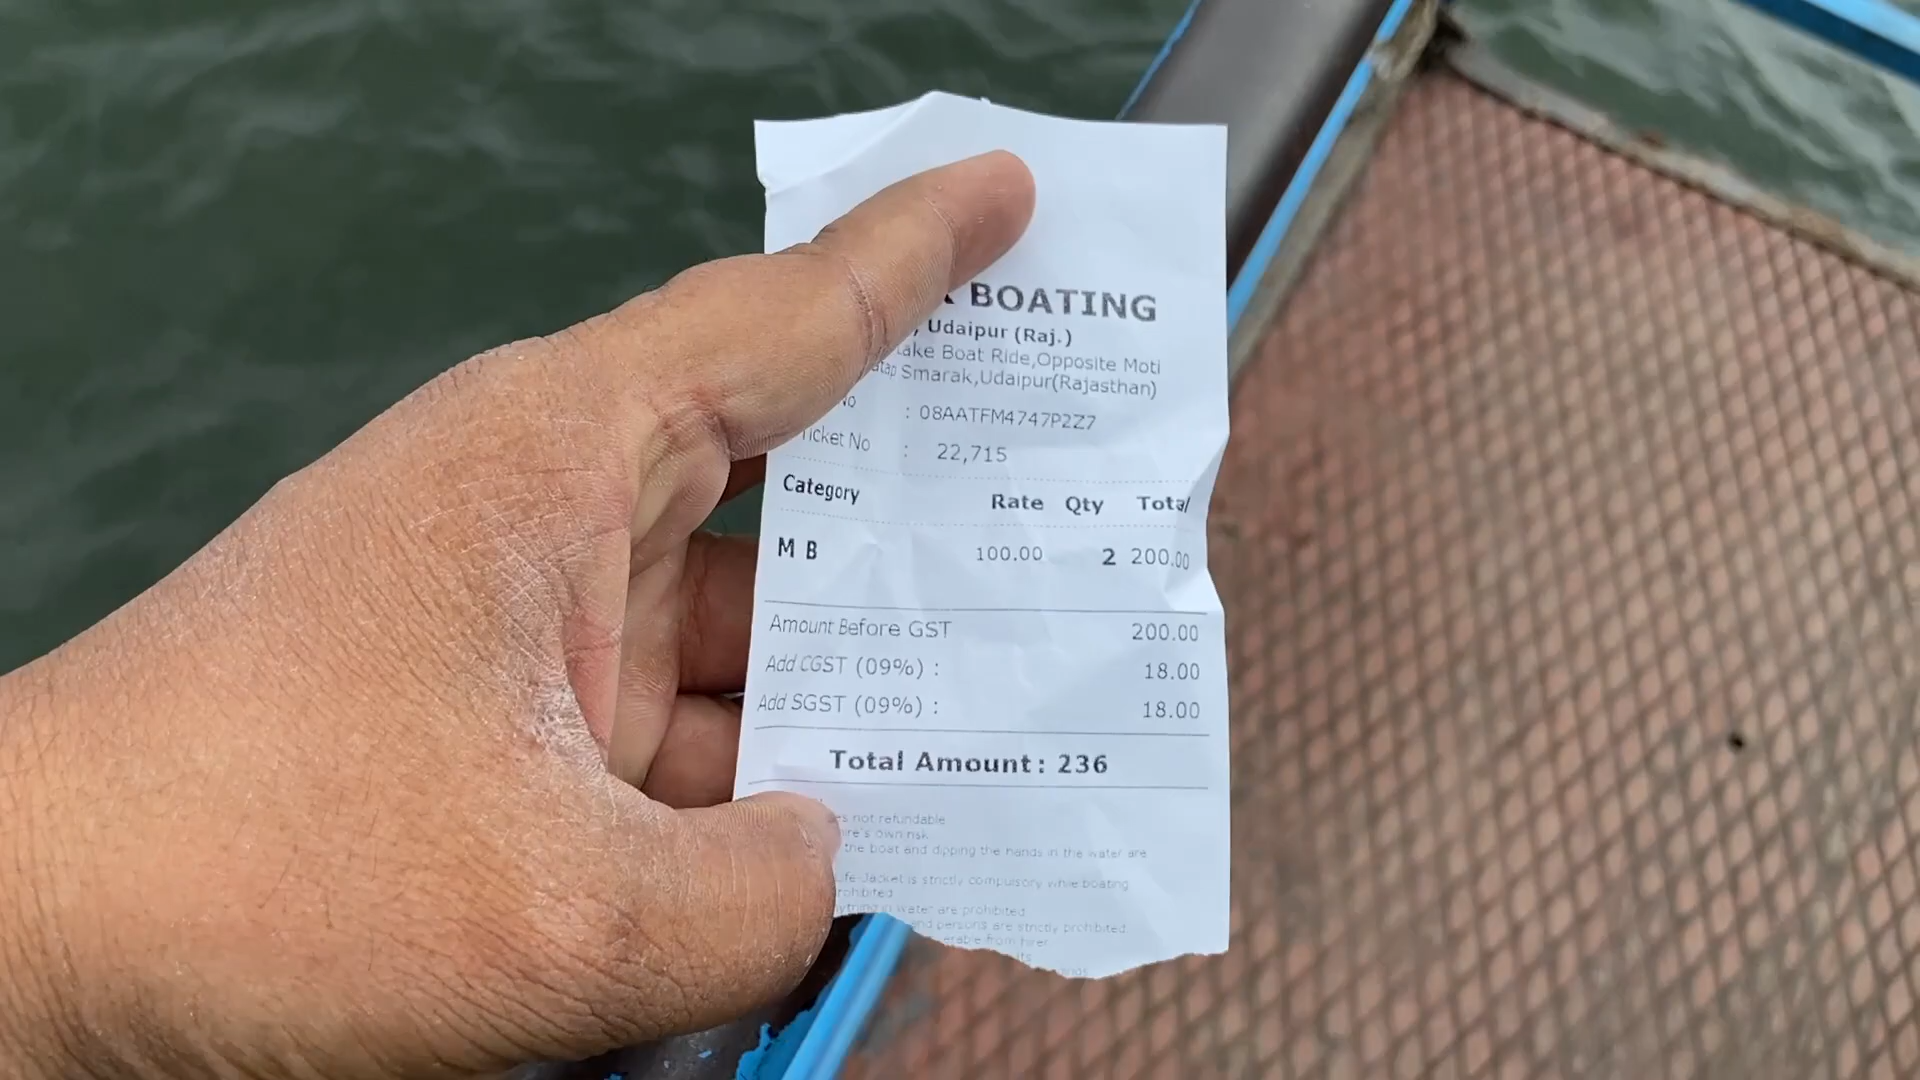 BOATING
, Udaipur (Raj.)
Lake Boat Ride,Opposite Moti
Smarak,Udaipur(Rajasthan)
No : 08AATFM4747P2Z7
Ticket No : 22,715
Category Rate Qty Total
M B 100.00 2 200.00
Amount Before GST 200.00
Add CGST (09%) : 18.00
Add SGST (09%) : 18.00
Total Amount: 236
not refundable
own risk
the boat and dipping the hands in the water are
Life Jacket is strictly compulsory while boating
prohibited
in water are prohibited
and persons are strictly prohibited
from hirer